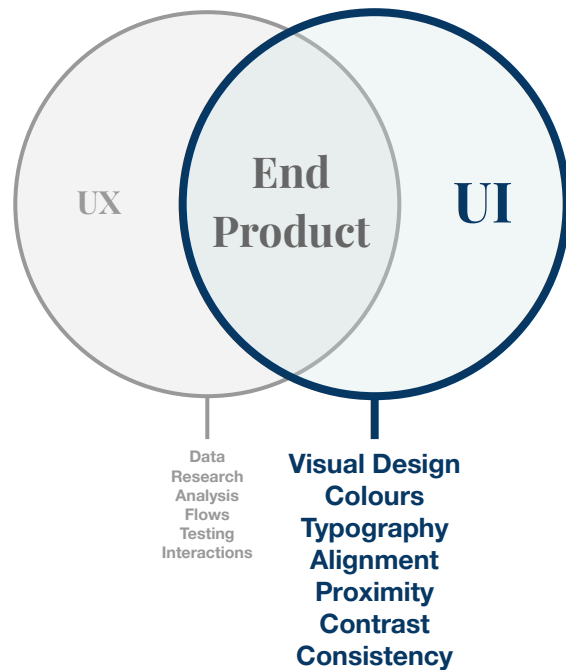 UX
End
Product
UI
Data
Research
Analysis
Flows
Testing
Interactions
Visual Design
Colours
Typography
Alignment
Proximity
Contrast
Consistency